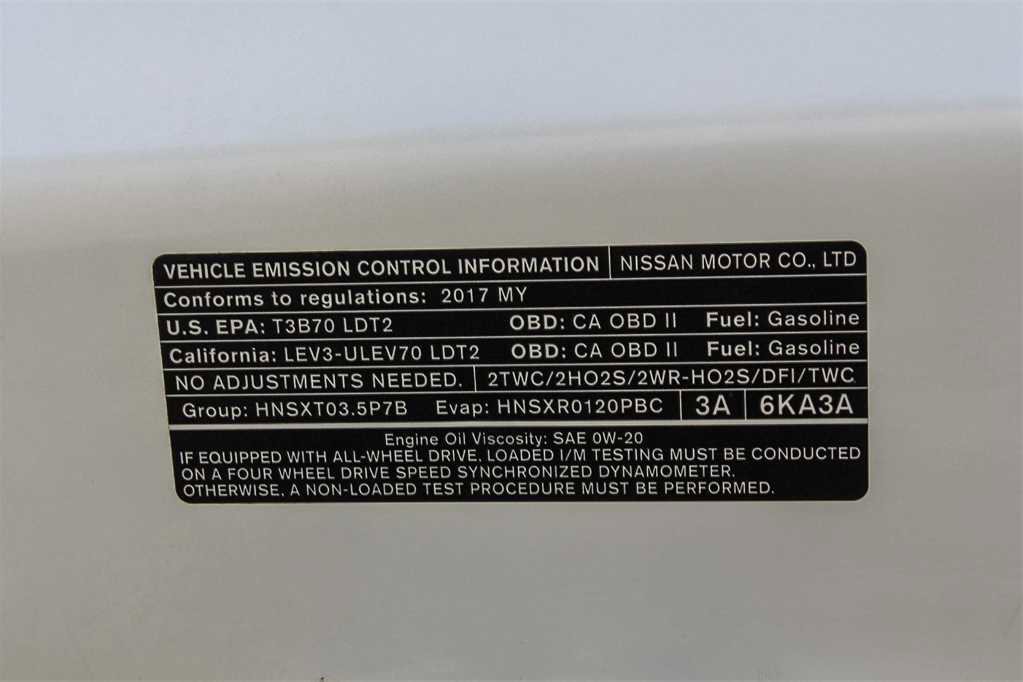 VEHICLE EMISSION CONTROL INFORMATION NISSAN MOTOR CO., LTD
Conforms to regulations: 2017 MY
U.S. EPA: T3B70 LDT2 OBD: CA OBD II Fuel: Gasoline
California: LEV3-ULEV70 LDT2 OBD: CA OBD II Fuel: Gasoline
NO ADJUSTMENTS NEEDED. 2TWC/2HO2S/2WR-HO2S/DFI/TWC
Group: HNSXT03.5P7B Evap: HNSXR0120PBC 3A 6KA3A
Engine Oil Viscosity: SAE 0W-20
IF EQUIPPED WITH ALL-WHEEL DRIVE, LOADED I/M TESTING MUST BE CONDUCTED
ON A FOUR WHEEL DRIVE SPEED SYNCHRONIZED DYNAMOMETER.
OTHERWISE, A NON-LOADED TEST PROCEDURE MUST BE PERFORMED.